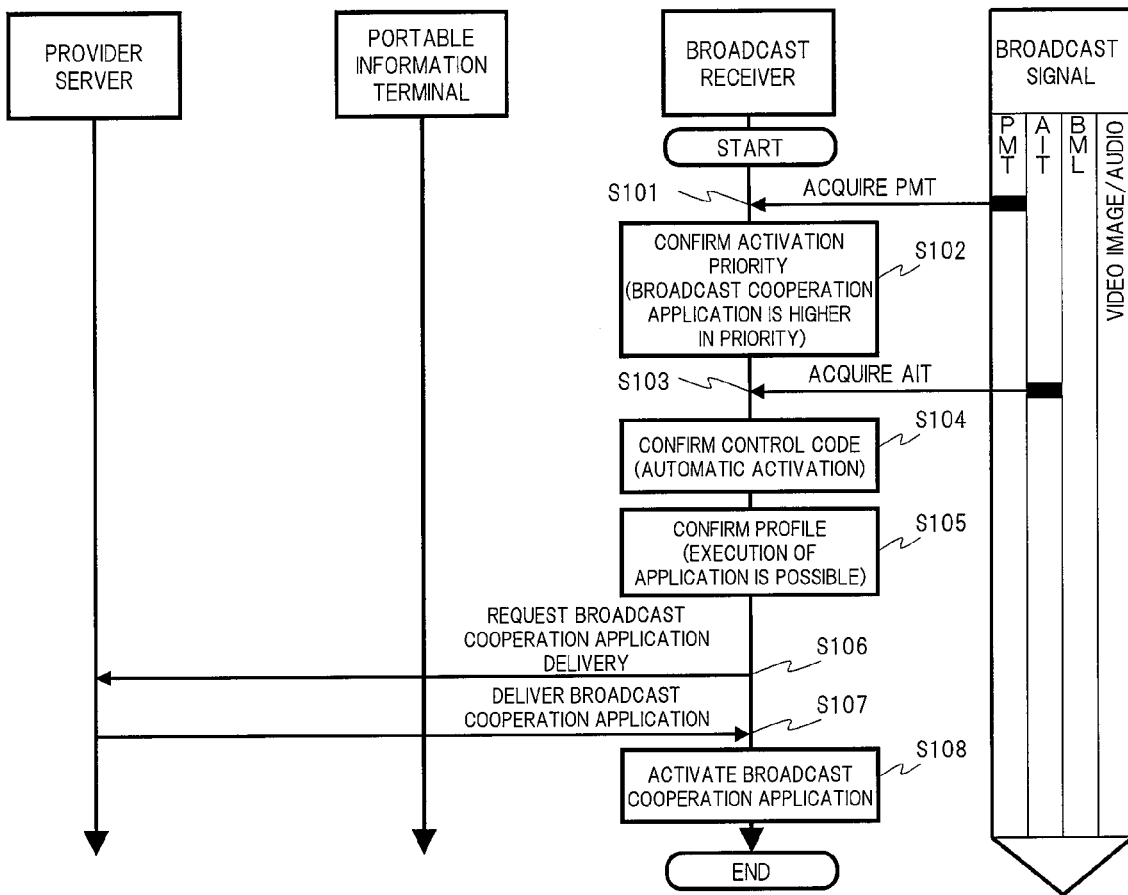 PROVIDER
SERVER
PORTABLE
INFORMATION
TERMINAL
BROADCAST
RECEIVER
BROADCAST
SIGNAL
PMT
AIT
BML
VIDEO IMAGE/AUDIO
START
S101
ACQUIRE PMT
CONFIRM ACTIVATION
PRIORITY
(BROADCAST COOPERATION
APPLICATION IS HIGHER
IN PRIORITY)
S102
S103
ACQUIRE AIT
S104
CONFIRM CONTROL CODE
(AUTOMATIC ACTIVATION)
CONFIRM PROFILE
(EXECUTION OF
APPLICATION IS POSSIBLE)
S105
REQUEST BROADCAST
COOPERATION APPLICATION
DELIVERY
S106
DELIVER BROADCAST
COOPERATION APPLICATION
S107
S108
ACTIVATE BROADCAST
COOPERATION APPLICATION
END